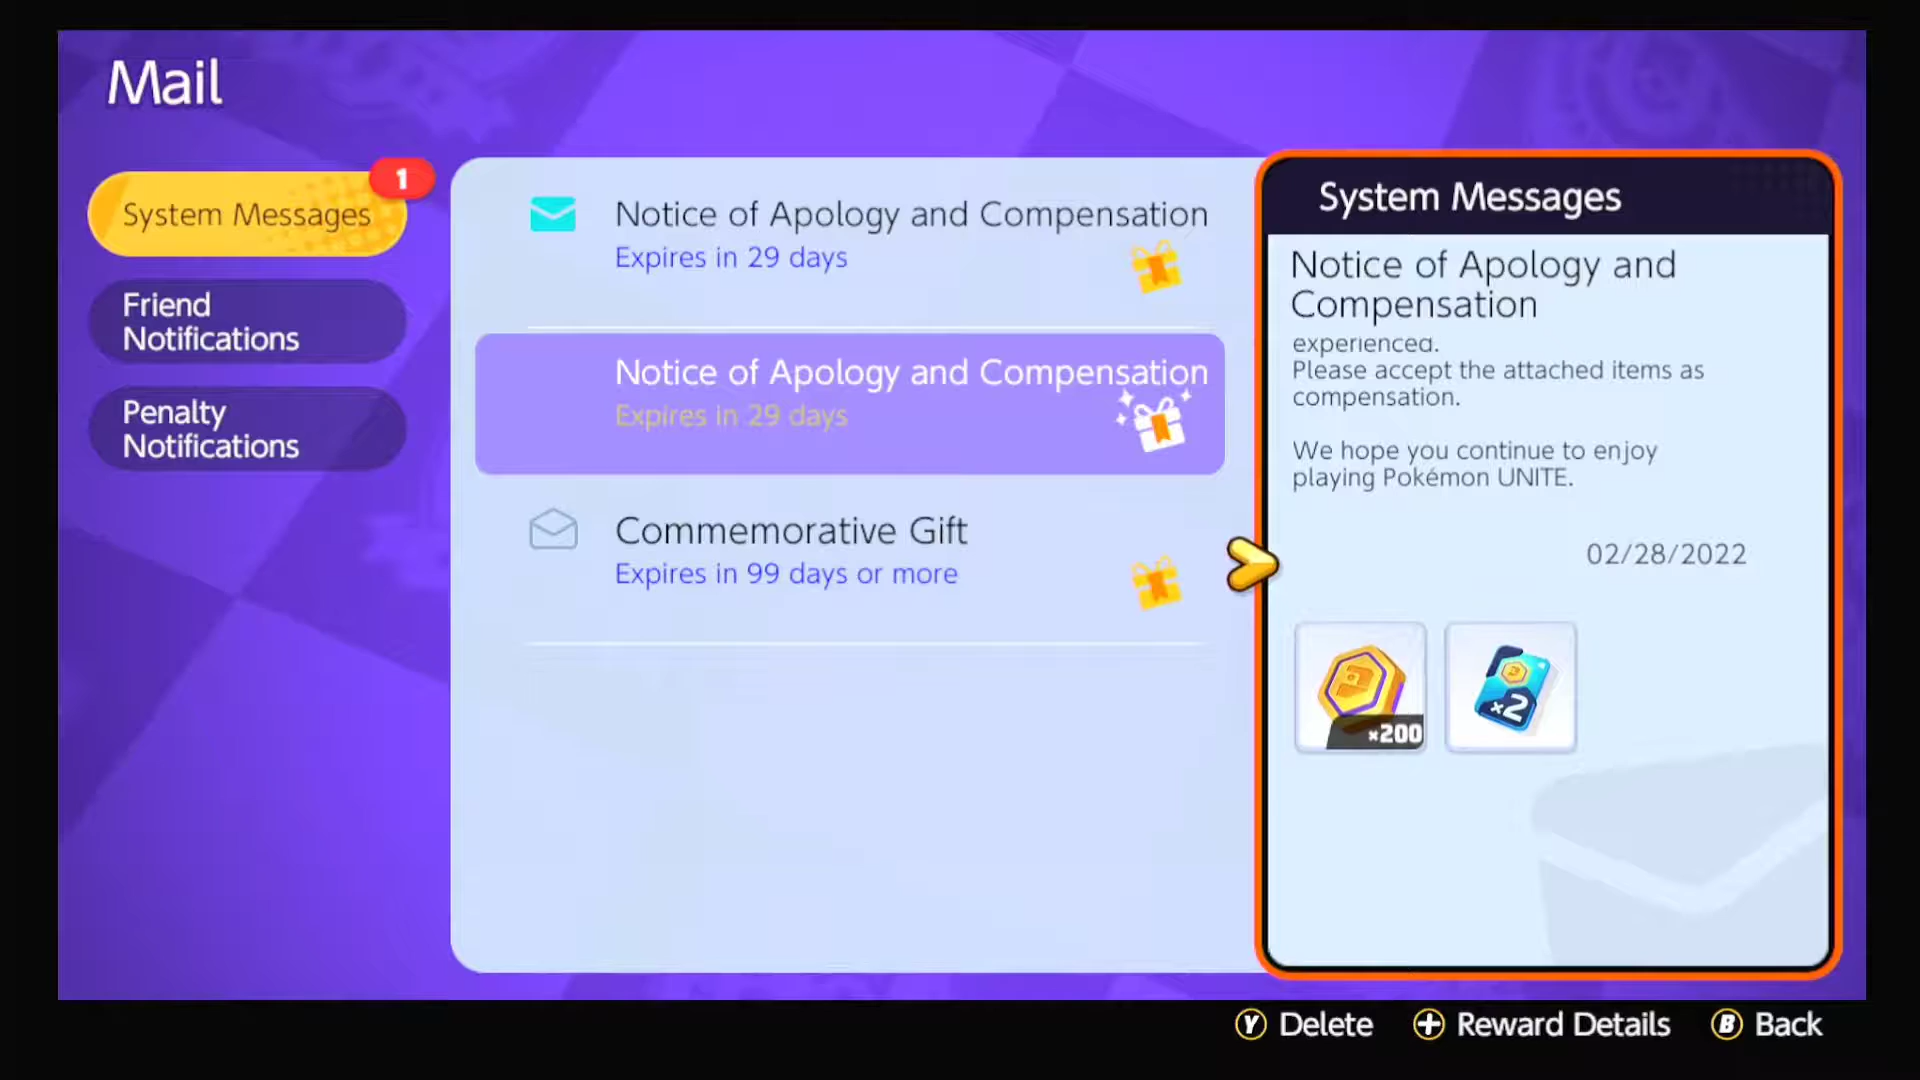 Mail
System Messages
1
Friend
Notifications
Penalty
Notifications
Notice of Apology and Compensation
Expires in 29 days
Notice of Apology and Compensation
Expires in 29 days
Commemorative Gift
Expires in 99 days or more
System Messages
Notice of Apology and
Compensation
experienced.
Please accept the attached items as
compensation.
We hope you continue to enjoy
playing Pokémon UNITE.
02/28/2022
×200
×2
Y Delete
+ Reward Details
B Back